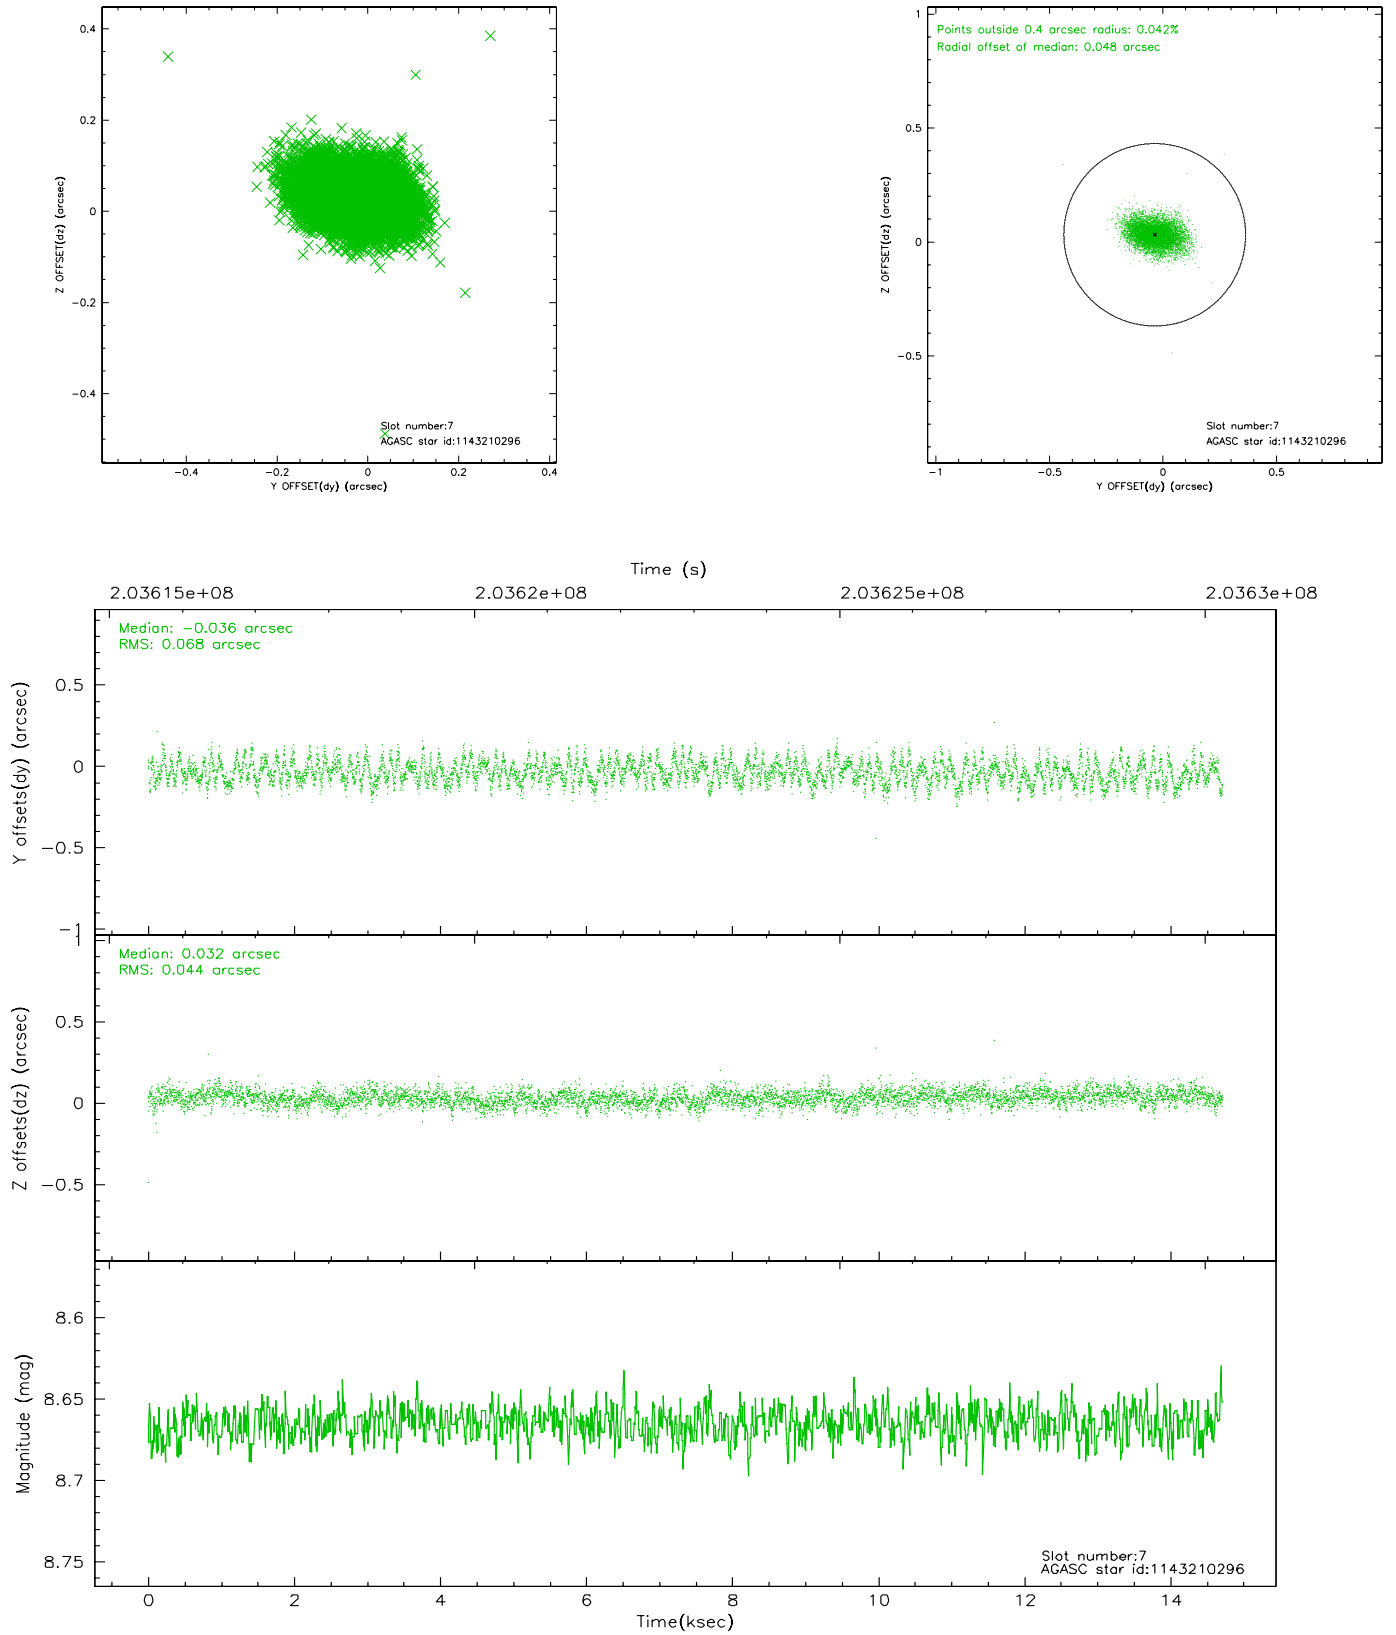 0.4
0.2
0
−0.2
−0.4
Z OFFSET(dz) (arcsec)
−0.4
−0.2
0
0.2
0.4
Y OFFSET(dy) (arcsec)
Slot number:7
AGASC star id:1143210296
Points outside 0.4 arcsec radius: 0.042%
Radial offset of median: 0.048 arcsec
1
0.5
0
−0.5
Z OFFSET(dz) (arcsec)
−1
−0.5
0
0.5
Y OFFSET(dy) (arcsec)
Slot number:7
AGASC star id:1143210296
Time (s)
2.03615e+08
2.0362e+08
2.03625e+08
2.0363e+08
Median: −0.036 arcsec
RMS: 0.068 arcsec
0.5
0
−0.5
−1
Y offsets(dy) (arcsec)
Median: 0.032 arcsec
RMS: 0.044 arcsec
1
0.5
0
−0.5
Z offsets(dz) (arcsec)
8.6
8.65
8.7
8.75
Magnitude (mag)
Slot number:7
AGASC star id:1143210296
0
2
4
6
8
10
12
14
Time(ksec)